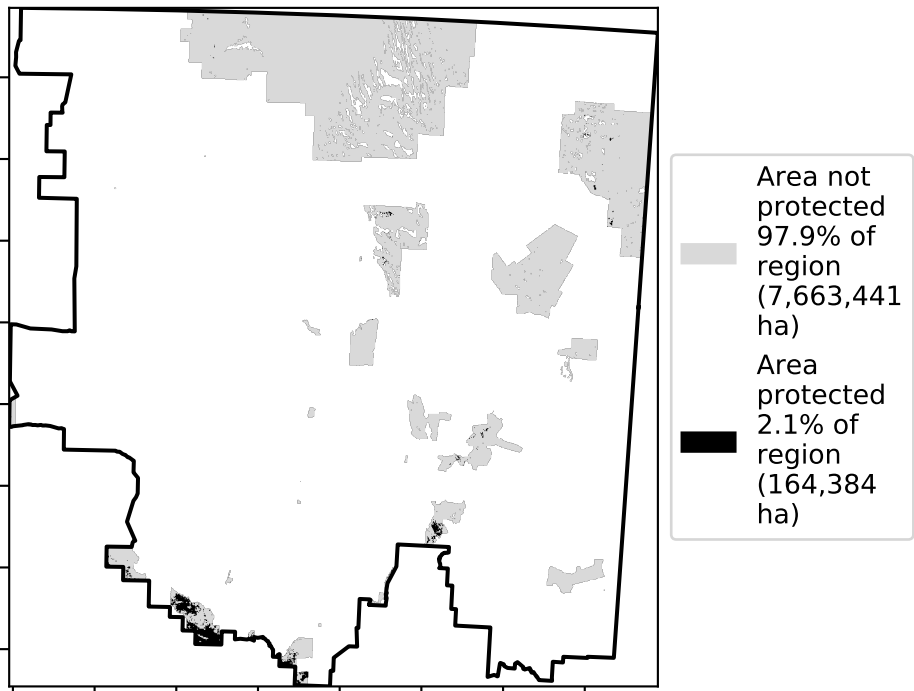 Area not
protected
97.9% of
region
(7,663,441
ha)
Area
protected
2.1% of
region
(164,384
ha)